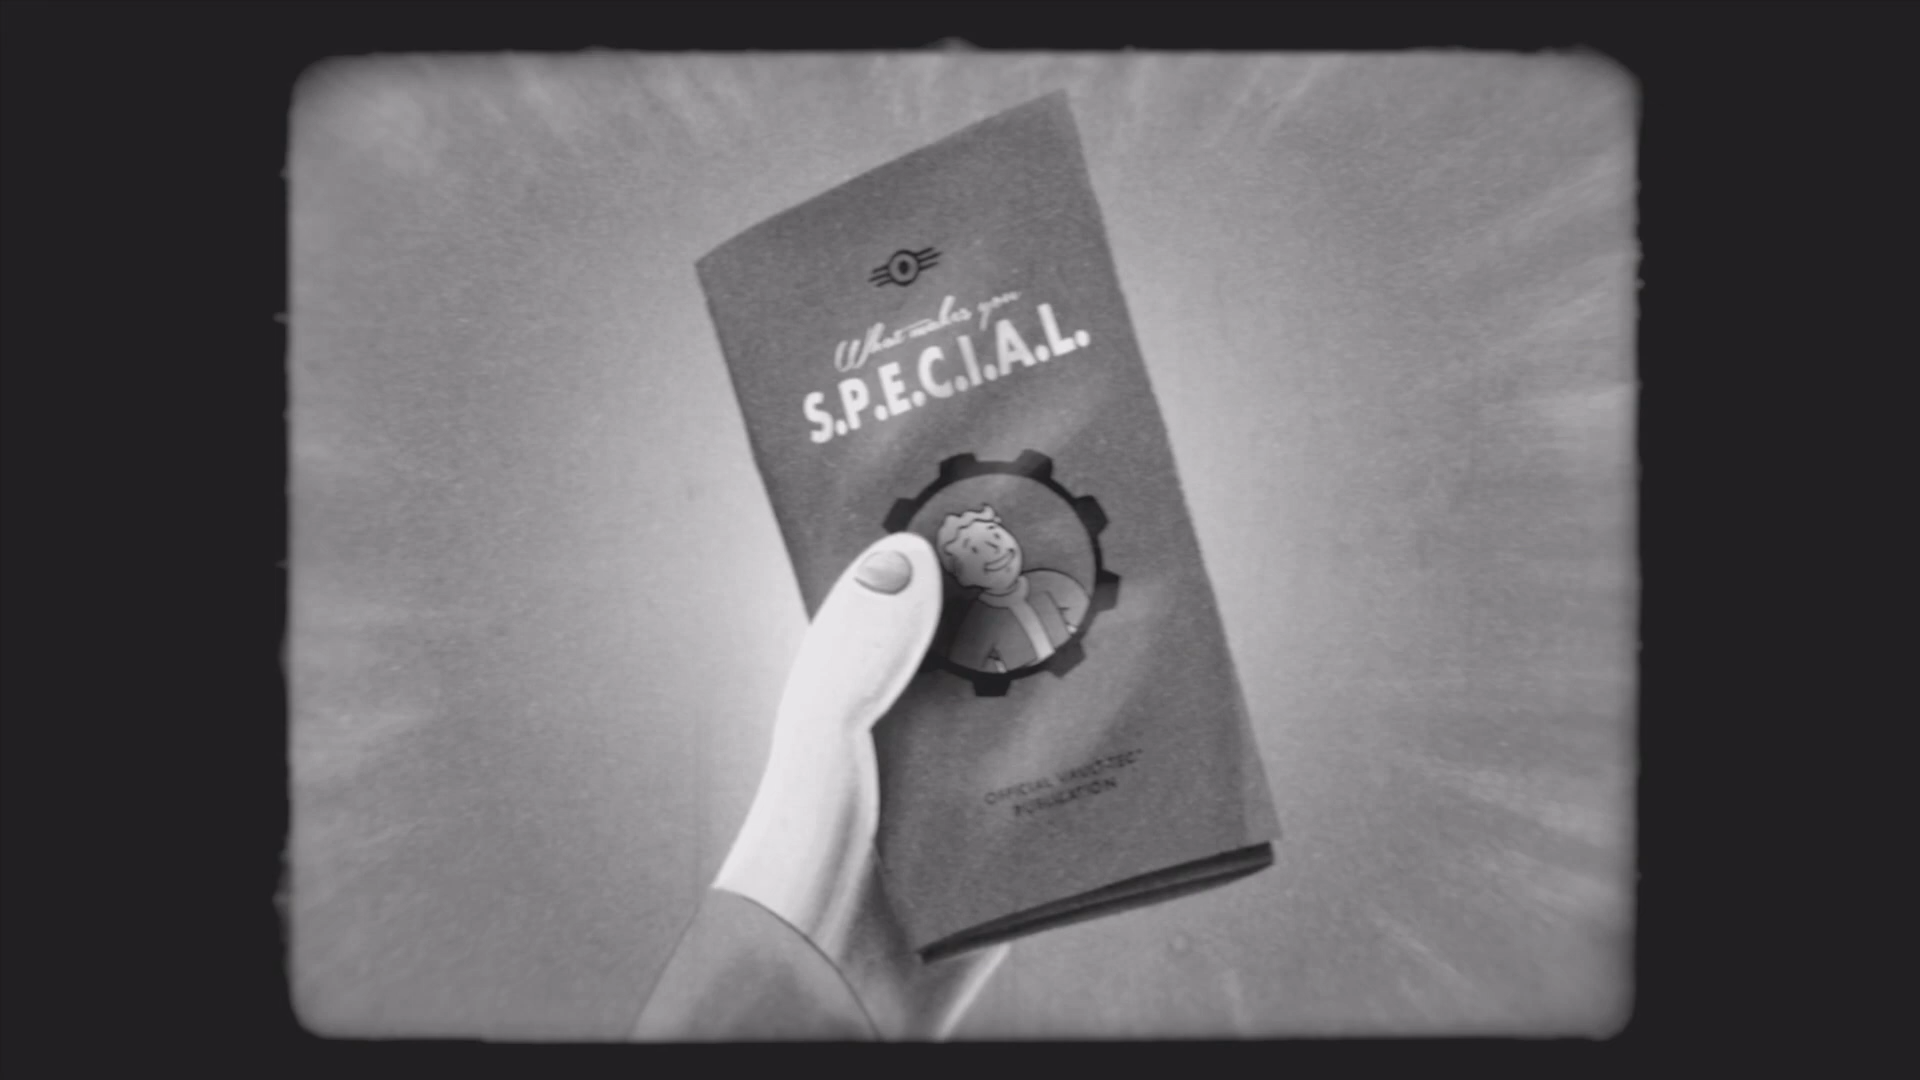 What makes you
S.P.E.C.I.A.L.
OFFICIAL VAULT-TEC
PUBLICATION